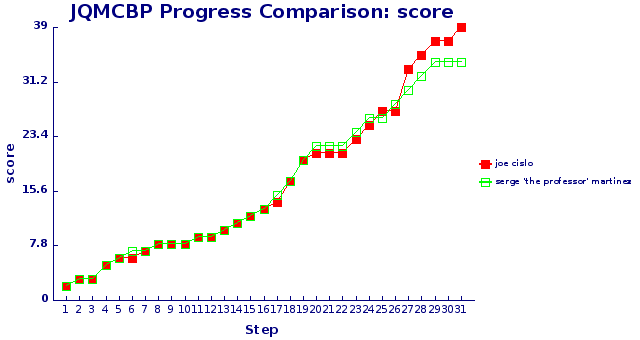 JQMCBP Progress Comparison: score
39
31.2
23.4
15.6
7.8
0
score
1 2 3 4 5 6 7 8 9 10 11 12 13 14 15 16 17 18 19 20 21 22 23 24 25 26 27 28 29 30 31
Step
joe cislo
serge 'the professor' martinez